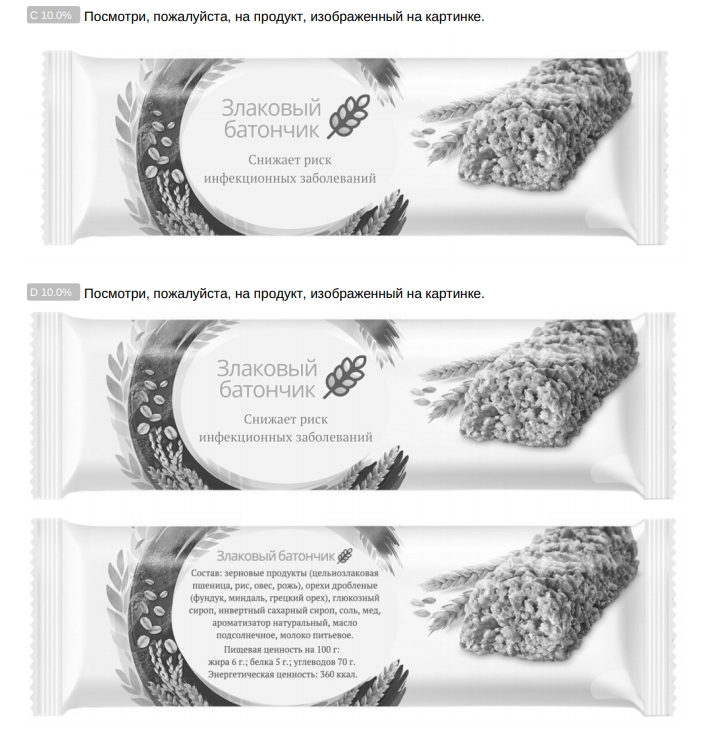 C 10.0% Посмотри, пожалуйста, на продукт, изображенный на картинке.
Злаковый
батончик
Снижает риск
инфекционных заболеваний
D 10.0% Посмотри, пожалуйста, на продукт, изображенный на картинке.
Злаковый
батончик
Снижает риск
инфекционных заболеваний
Злаковый батончик
Состав: зерновые продукты (цельнозлаковая
пшеница, рис, овес, рожь), орехи дробленые
(фундук, миндаль, грецкий орех), глюкозный
сироп, инвертный сахарный сироп, соль, мед,
ароматизатор натуральный, масло
подсолнечное, молоко питьевое.
Пищевая ценность на 100 г:
жира 6 г.; белка 5 г.; углеводов 70 г.
Энергетическая ценность: 360 ккал.